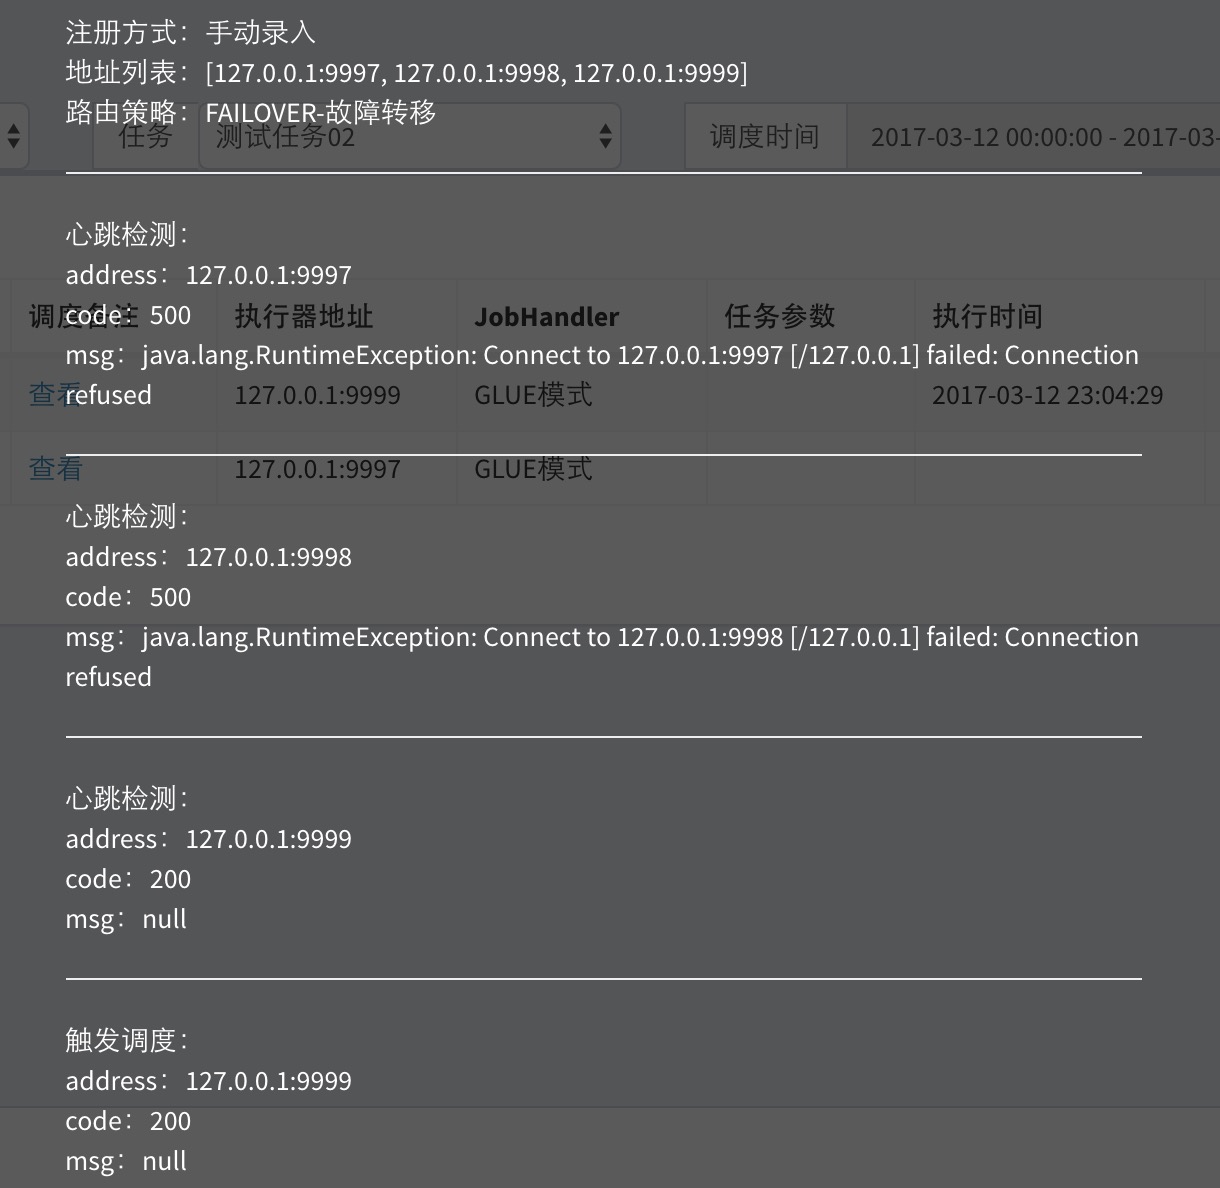 注册方式：手动录入
地址列表：[127.0.0.1:9997, 127.0.0.1:9998, 127.0.0.1:9999]
路由策略：FAILOVER-故障转移
任务 测试任务02 调度时间 2017-03-12 00:00:00 - 2017-03-
心跳检测：
address：127.0.0.1:9997
code：500
调度备注 执行器地址 JobHandler 任务参数 执行时间
msg：java.lang.RuntimeException: Connect to 127.0.0.1:9997 [/127.0.0.1] failed: Connection
refused
查看 127.0.0.1:9999 GLUE模式 2017-03-12 23:04:29
查看 127.0.0.1:9997 GLUE模式
心跳检测：
address：127.0.0.1:9998
code：500
msg：java.lang.RuntimeException: Connect to 127.0.0.1:9998 [/127.0.0.1] failed: Connection
refused
心跳检测：
address：127.0.0.1:9999
code：200
msg：null
触发调度：
address：127.0.0.1:9999
code：200
msg：null